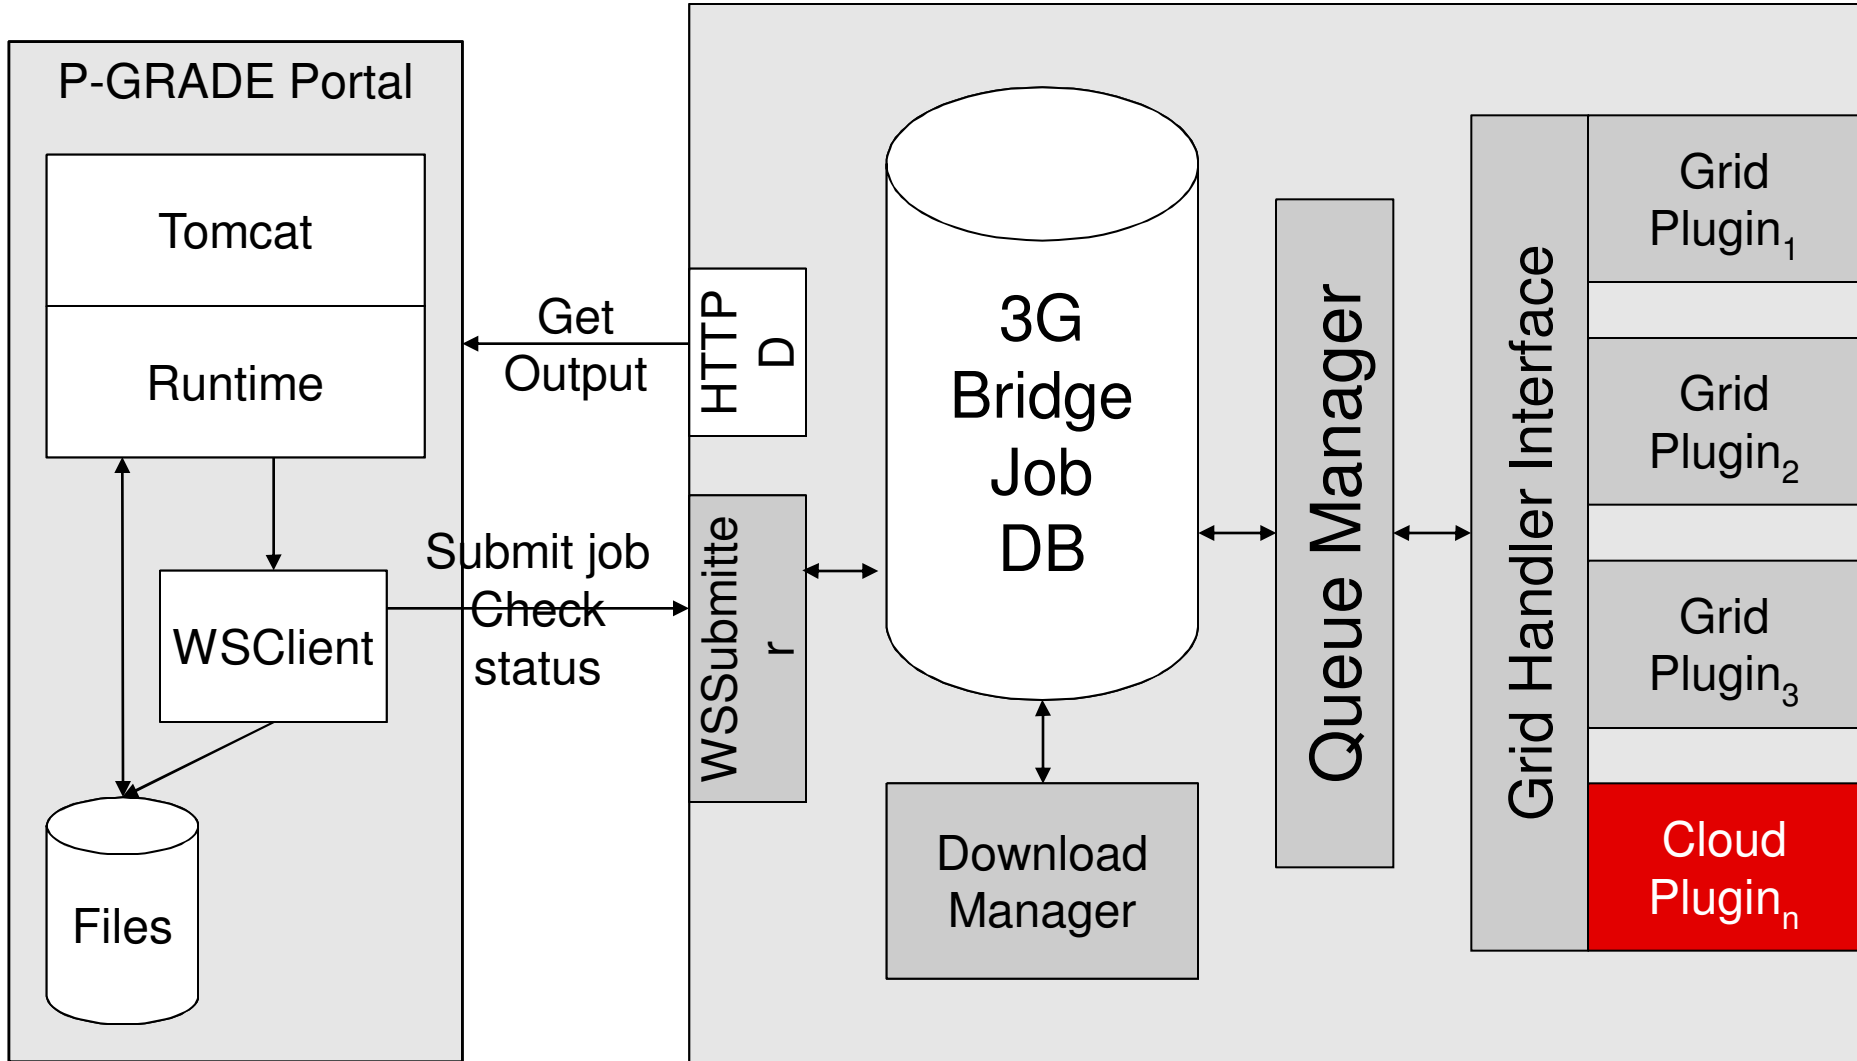 P-GRADE Portal
Tomcat
Runtime
WSClient
Files
Get
Output
Submit job
Check
status
HTTP
D
WSSubmitte
r
3G
Bridge
Job
DB
Download
Manager
Queue Manager
Grid Handler Interface
Grid
Plugin1
Grid
Plugin2
Grid
Plugin3
Cloud
Pluginn